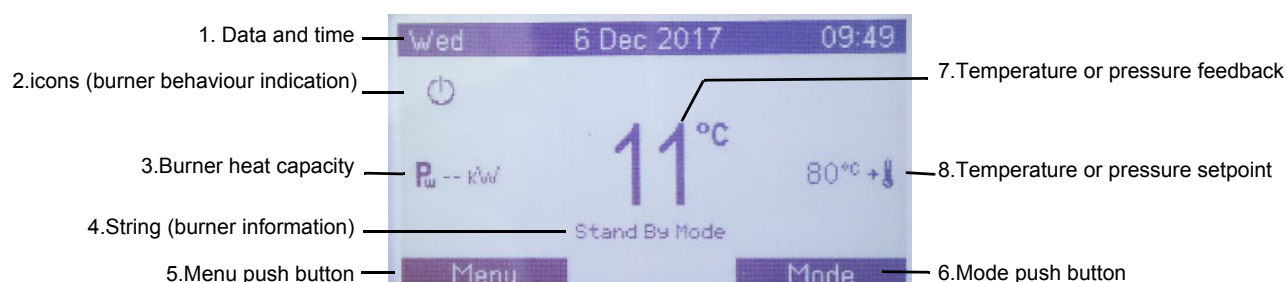 1. Data and time
2.icons (burner behaviour indication)
3.Burner heat capacity
4.String (burner information)
5.Menu push button
Wed 6 Dec 2017 09:49
11°C
Pw -- kW
80°C +
Stand By Mode
Menu Mode
7.Temperature or pressure feedback
8.Temperature or pressure setpoint
6.Mode push button